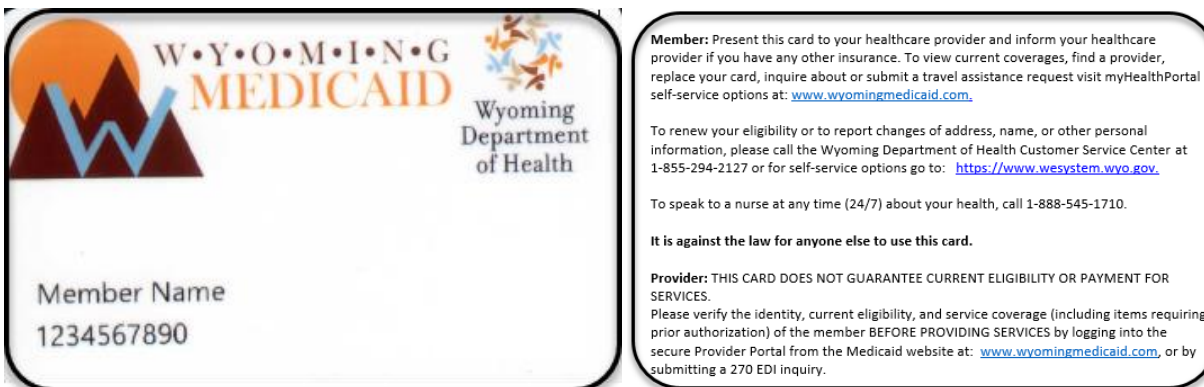 W•Y•O•M•I•N•G
MEDICAID
Wyoming
Department
of Health
Member Name
1234567890
Member: Present this card to your healthcare provider and inform your healthcare
provider if you have any other insurance. To view current coverages, find a provider,
replace your card, inquire about or submit a travel assistance request visit myHealthPortal
self-service options at: www.wyomingmedicaid.com.
To renew your eligibility or to report changes of address, name, or other personal
information, please call the Wyoming Department of Health Customer Service Center at
1-855-294-2127 or for self-service options go to: https://www.wesystem.wyo.gov.
To speak to a nurse at any time (24/7) about your health, call 1-888-545-1710.
It is against the law for anyone else to use this card.
Provider: THIS CARD DOES NOT GUARANTEE CURRENT ELIGIBILITY OR PAYMENT FOR
SERVICES.
Please verify the identity, current eligibility, and service coverage (including items requiring
prior authorization) of the member BEFORE PROVIDING SERVICES by logging into the
secure Provider Portal from the Medicaid website at: www.wyomingmedicaid.com, or by
submitting a 270 EDI inquiry.